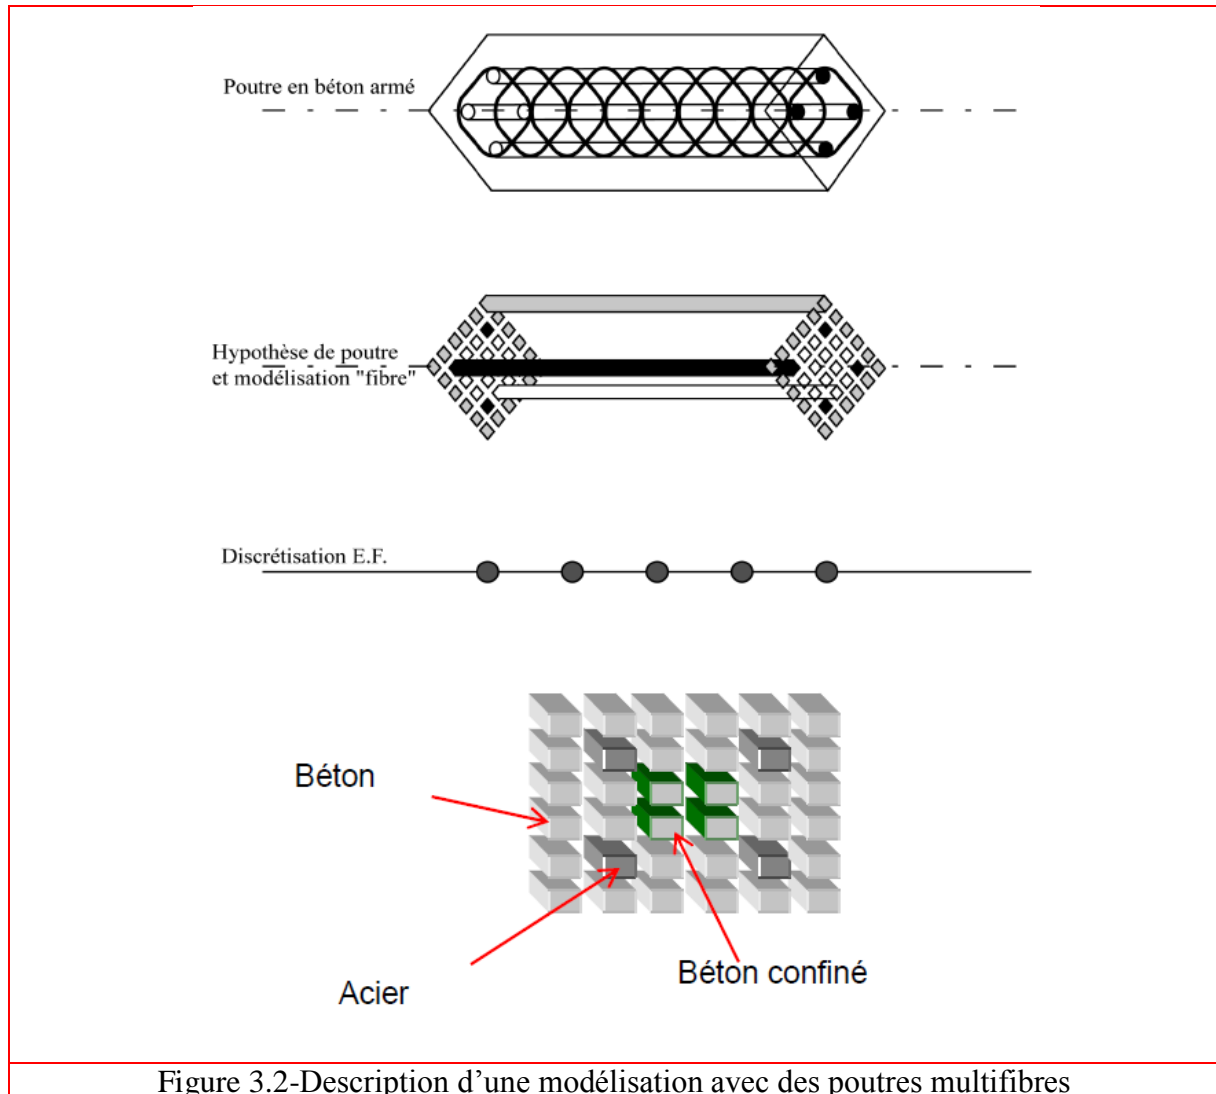 Poutre en béton armé
Hypothèse de poutre
et modélisation "fibre"
Discrétisation E.F.
Béton
Béton confiné
Acier
Figure 3.2-Description d’une modélisation avec des poutres multifibres